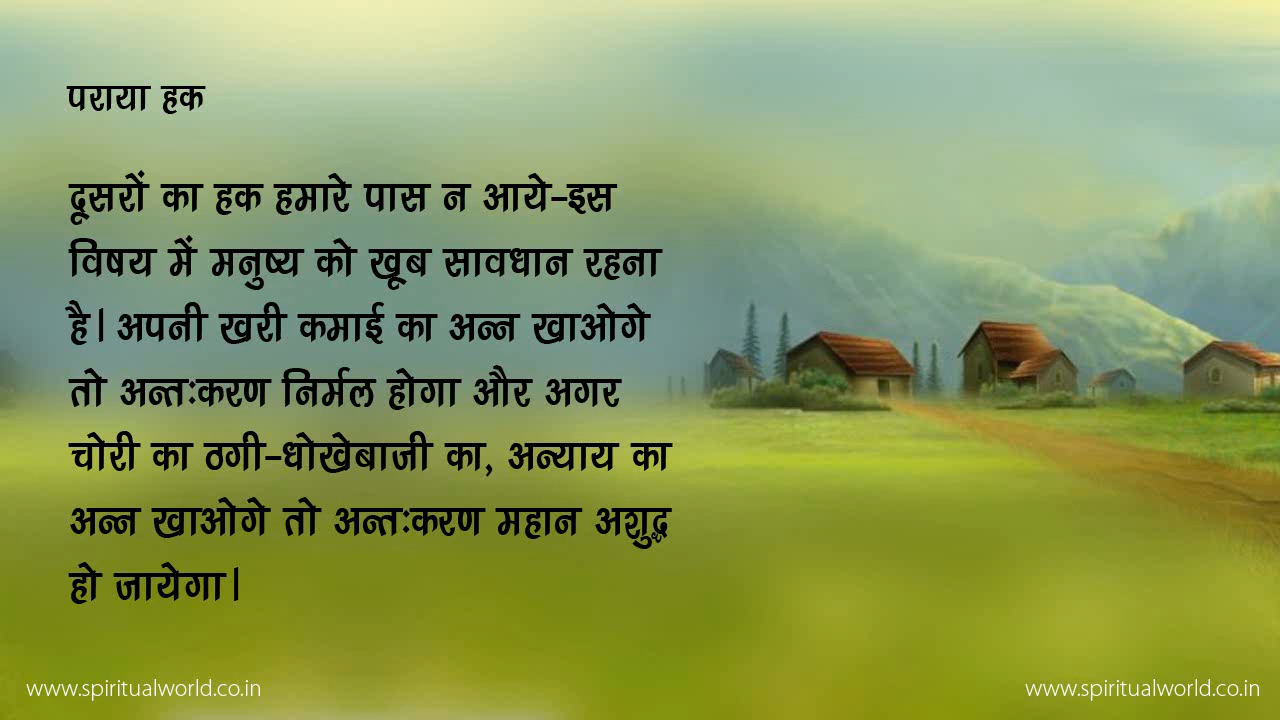 पराया हक
दूसरों का हक हमारे पास न आये-इस
विषय में मनुष्य को खूब सावधान रहना
है। अपनी खरी कमाई का अन्न खाओगे
तो अन्तःकरण निर्मल होगा और अगर
चोरी का ठगी-धोखेबाजी का, अन्याय का
अन्न खाओगे तो अन्तःकरण महान अशुद्ध
हो जायेगा।
www.spiritualworld.co.in
www.spiritualworld.co.in